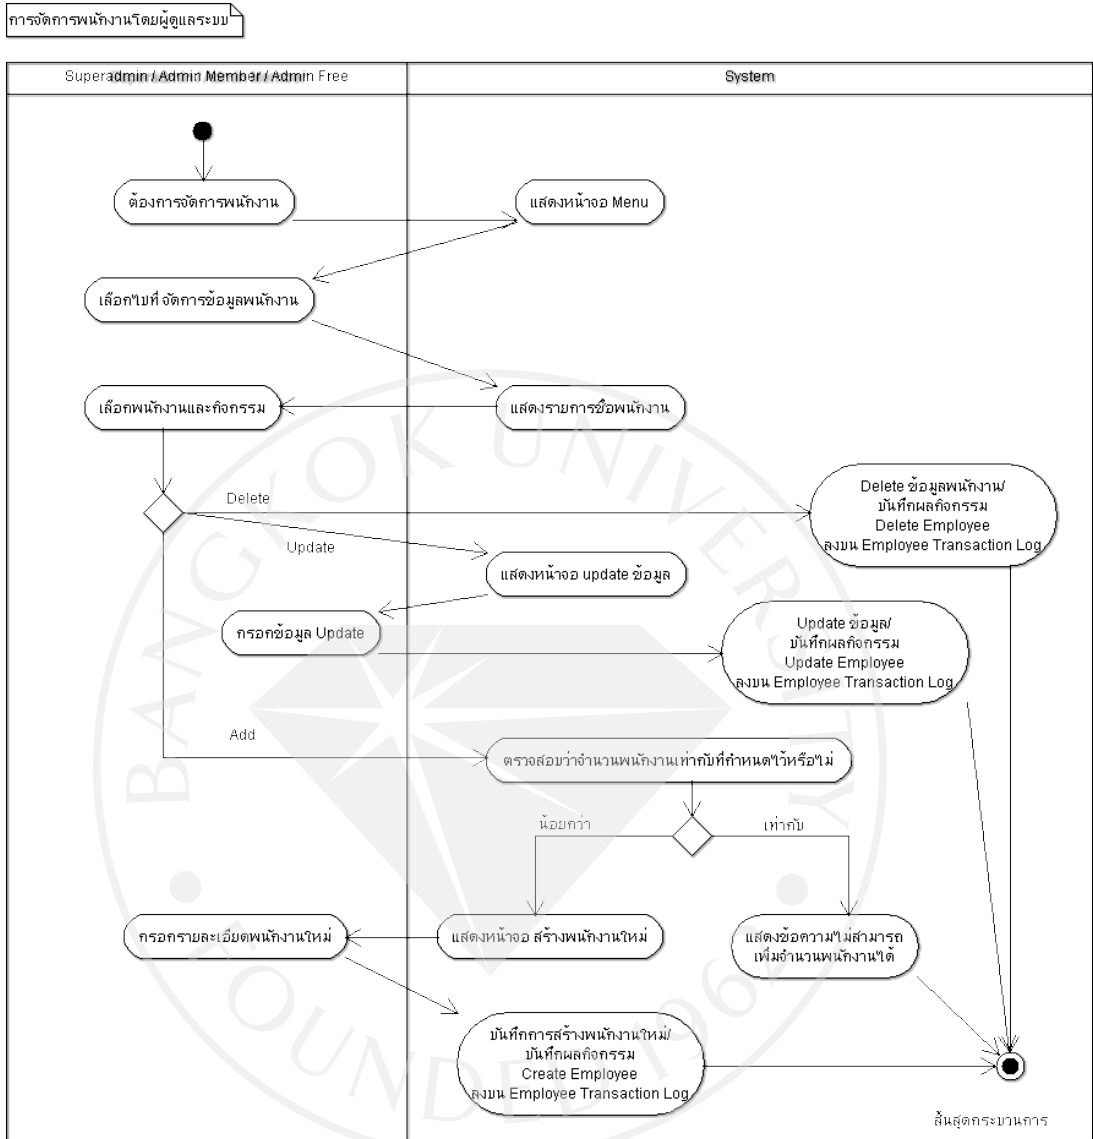 การจัดการพนักงานโดยผู้ดูแลระบบ
Superadmin / Admin Member / Admin Free
System
ต้องการจัดการพนักงาน
แสดงหน้าจอ Menu
เลือกไปที่ จัดการข้อมูลพนักงาน
เลือกพนักงานและกิจกรรม
แสดงรายการชื่อพนักงาน
Delete
Delete ข้อมูลพนักงาน/
บันทึกผลกิจกรรม
Delete Employee
ลงบน Employee Transaction Log
Update
แสดงหน้าจอ update ข้อมูล
กรอกข้อมูล Update
Update ข้อมูล/
บันทึกผลกิจกรรม
Update Employee
ลงบน Employee Transaction Log
Add
ตรวจสอบว่าจำนวนพนักงานเท่ากับที่กำหนดไว้หรือไม่
น้อยกว่า
เท่ากับ
กรอกรายละเอียดพนักงานใหม่
แสดงหน้าจอ สร้างพนักงานใหม่
แสดงข้อความไม่สามารถ
เพิ่มจำนวนพนักงานได้
บันทึกการสร้างพนักงานใหม่/
บันทึกผลกิจกรรม
Create Employee
ลงบน Employee Transaction Log
สิ้นสุดกระบวนการ
BANGKOK UNIVERSITY
FOUNDED 1962